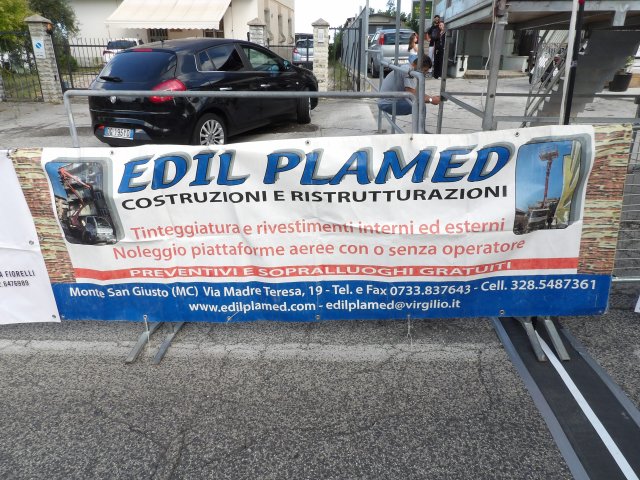 EDIL PLAMED
COSTRUZIONI E RISTRUTTURAZIONI
Tinteggiatura e rivestimenti interni ed esterni
Noleggio piattaforme aeree con o senza operatore
PREVENTIVI E SOPRALLUOGHI GRATUITI
Monte San Giusto (MC) Via Madre Teresa, 19 - Tel. e Fax 0733.837643 - Cell. 328.5487361
www.edilplamed.com - edilplamed@virgilio.it
A FIORELLI